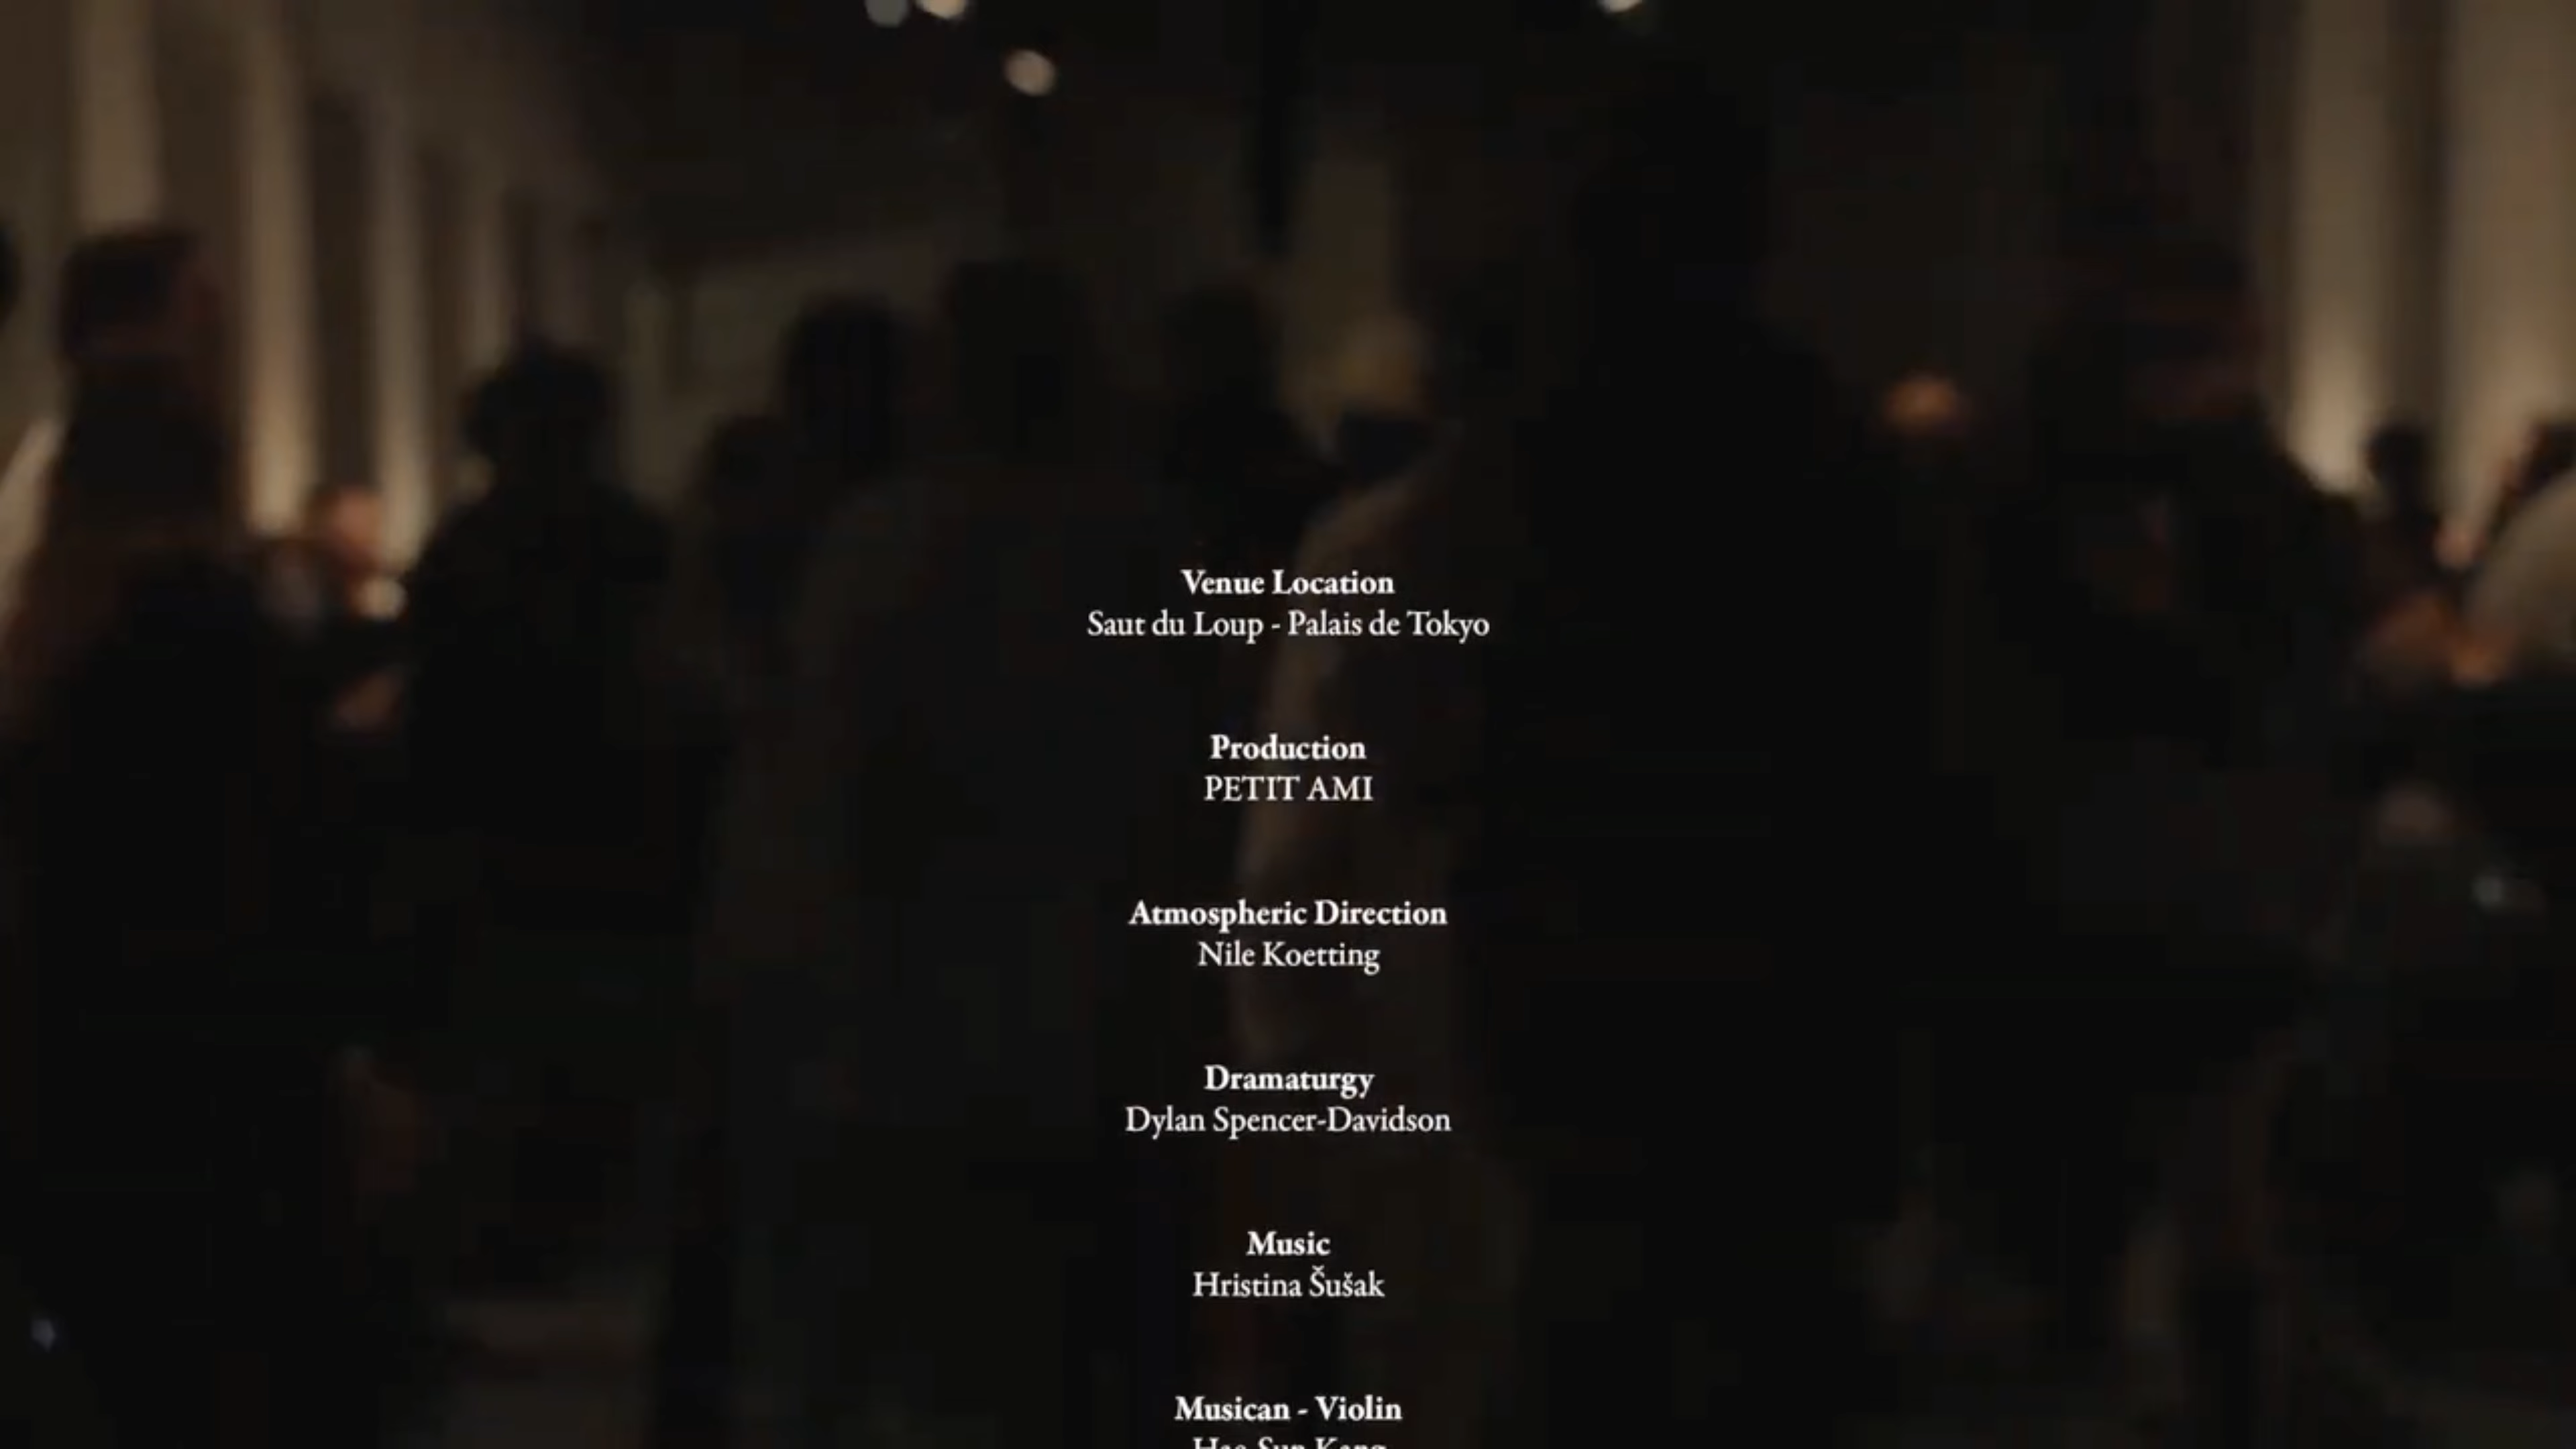 Venue Location
Saut du Loup - Palais de Tokyo
Production
PETIT AMI
Atmospheric Direction
Nile Koetting
Dramaturgy
Dylan Spencer-Davidson
Music
Hristina Šušak
Musican - Violin